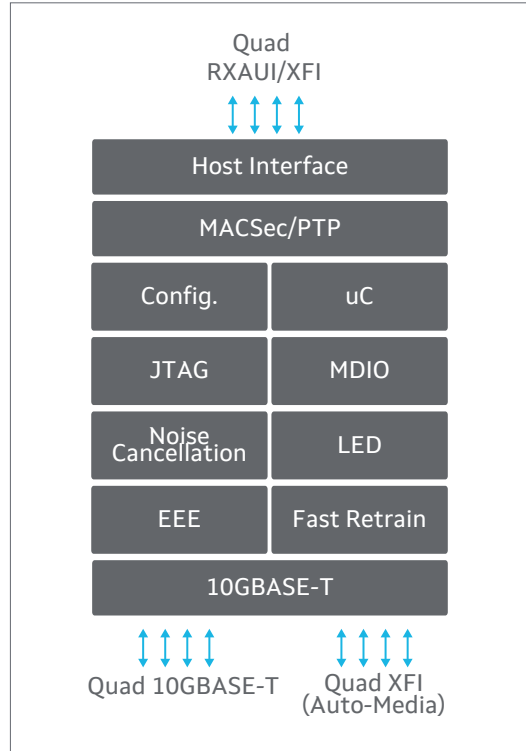 Quad
RXAUI/XFI
Host Interface
MACSec/PTP
Config.
uC
JTAG
MDIO
Noise
Cancellation
LED
EEE
Fast Retrain
10GBASE-T
Quad 10GBASE-T
Quad XFI
(Auto-Media)